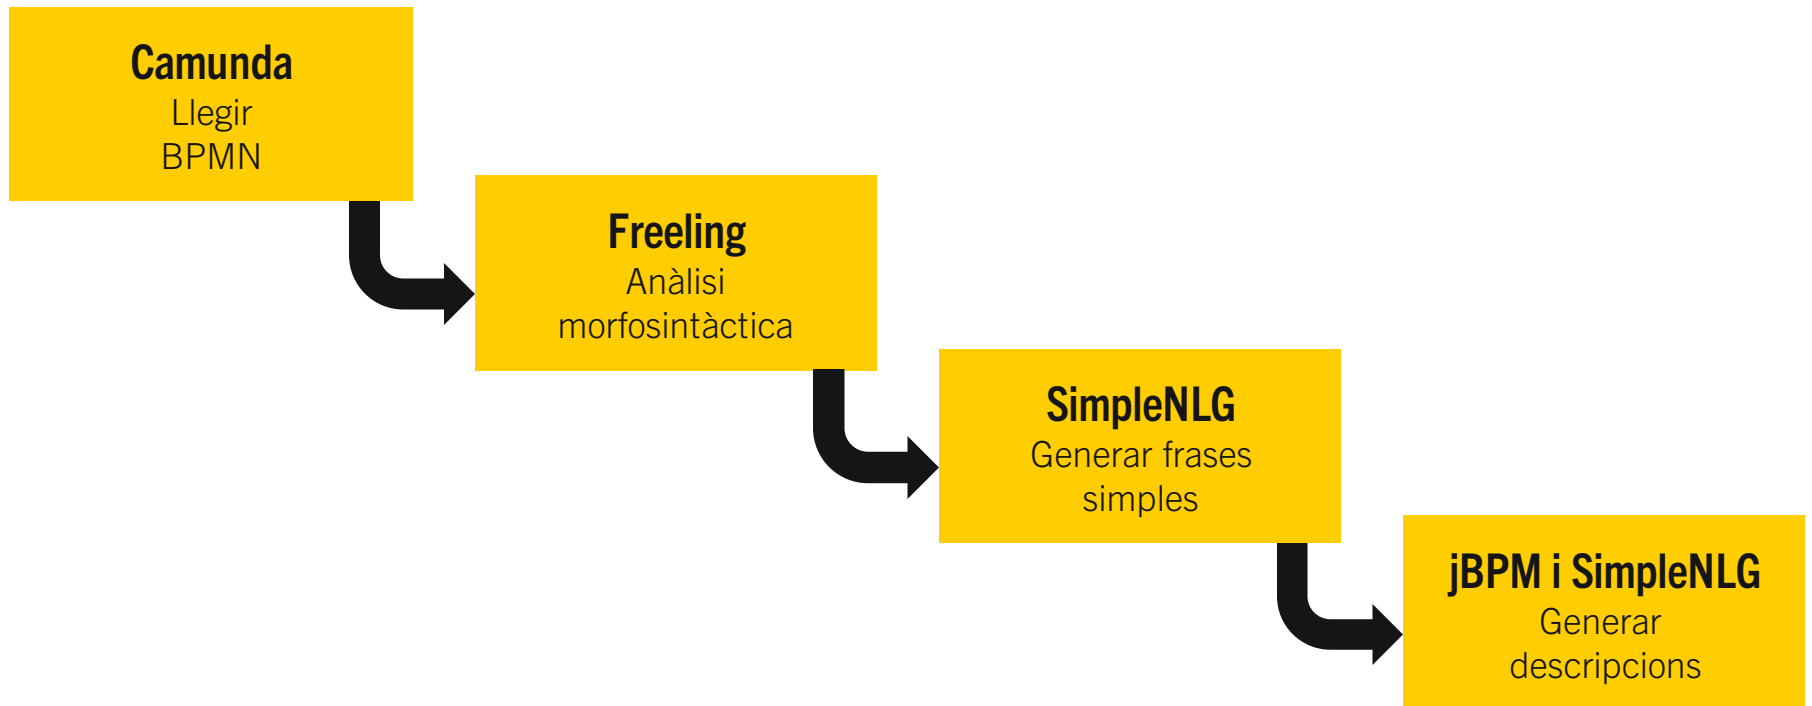 Camunda
Llegir
BPMN
Freeling
Anàlisi
morfosintàctica
SimpleNLG
Generar frases
simples
jBPM i SimpleNLG
Generar
descripcions